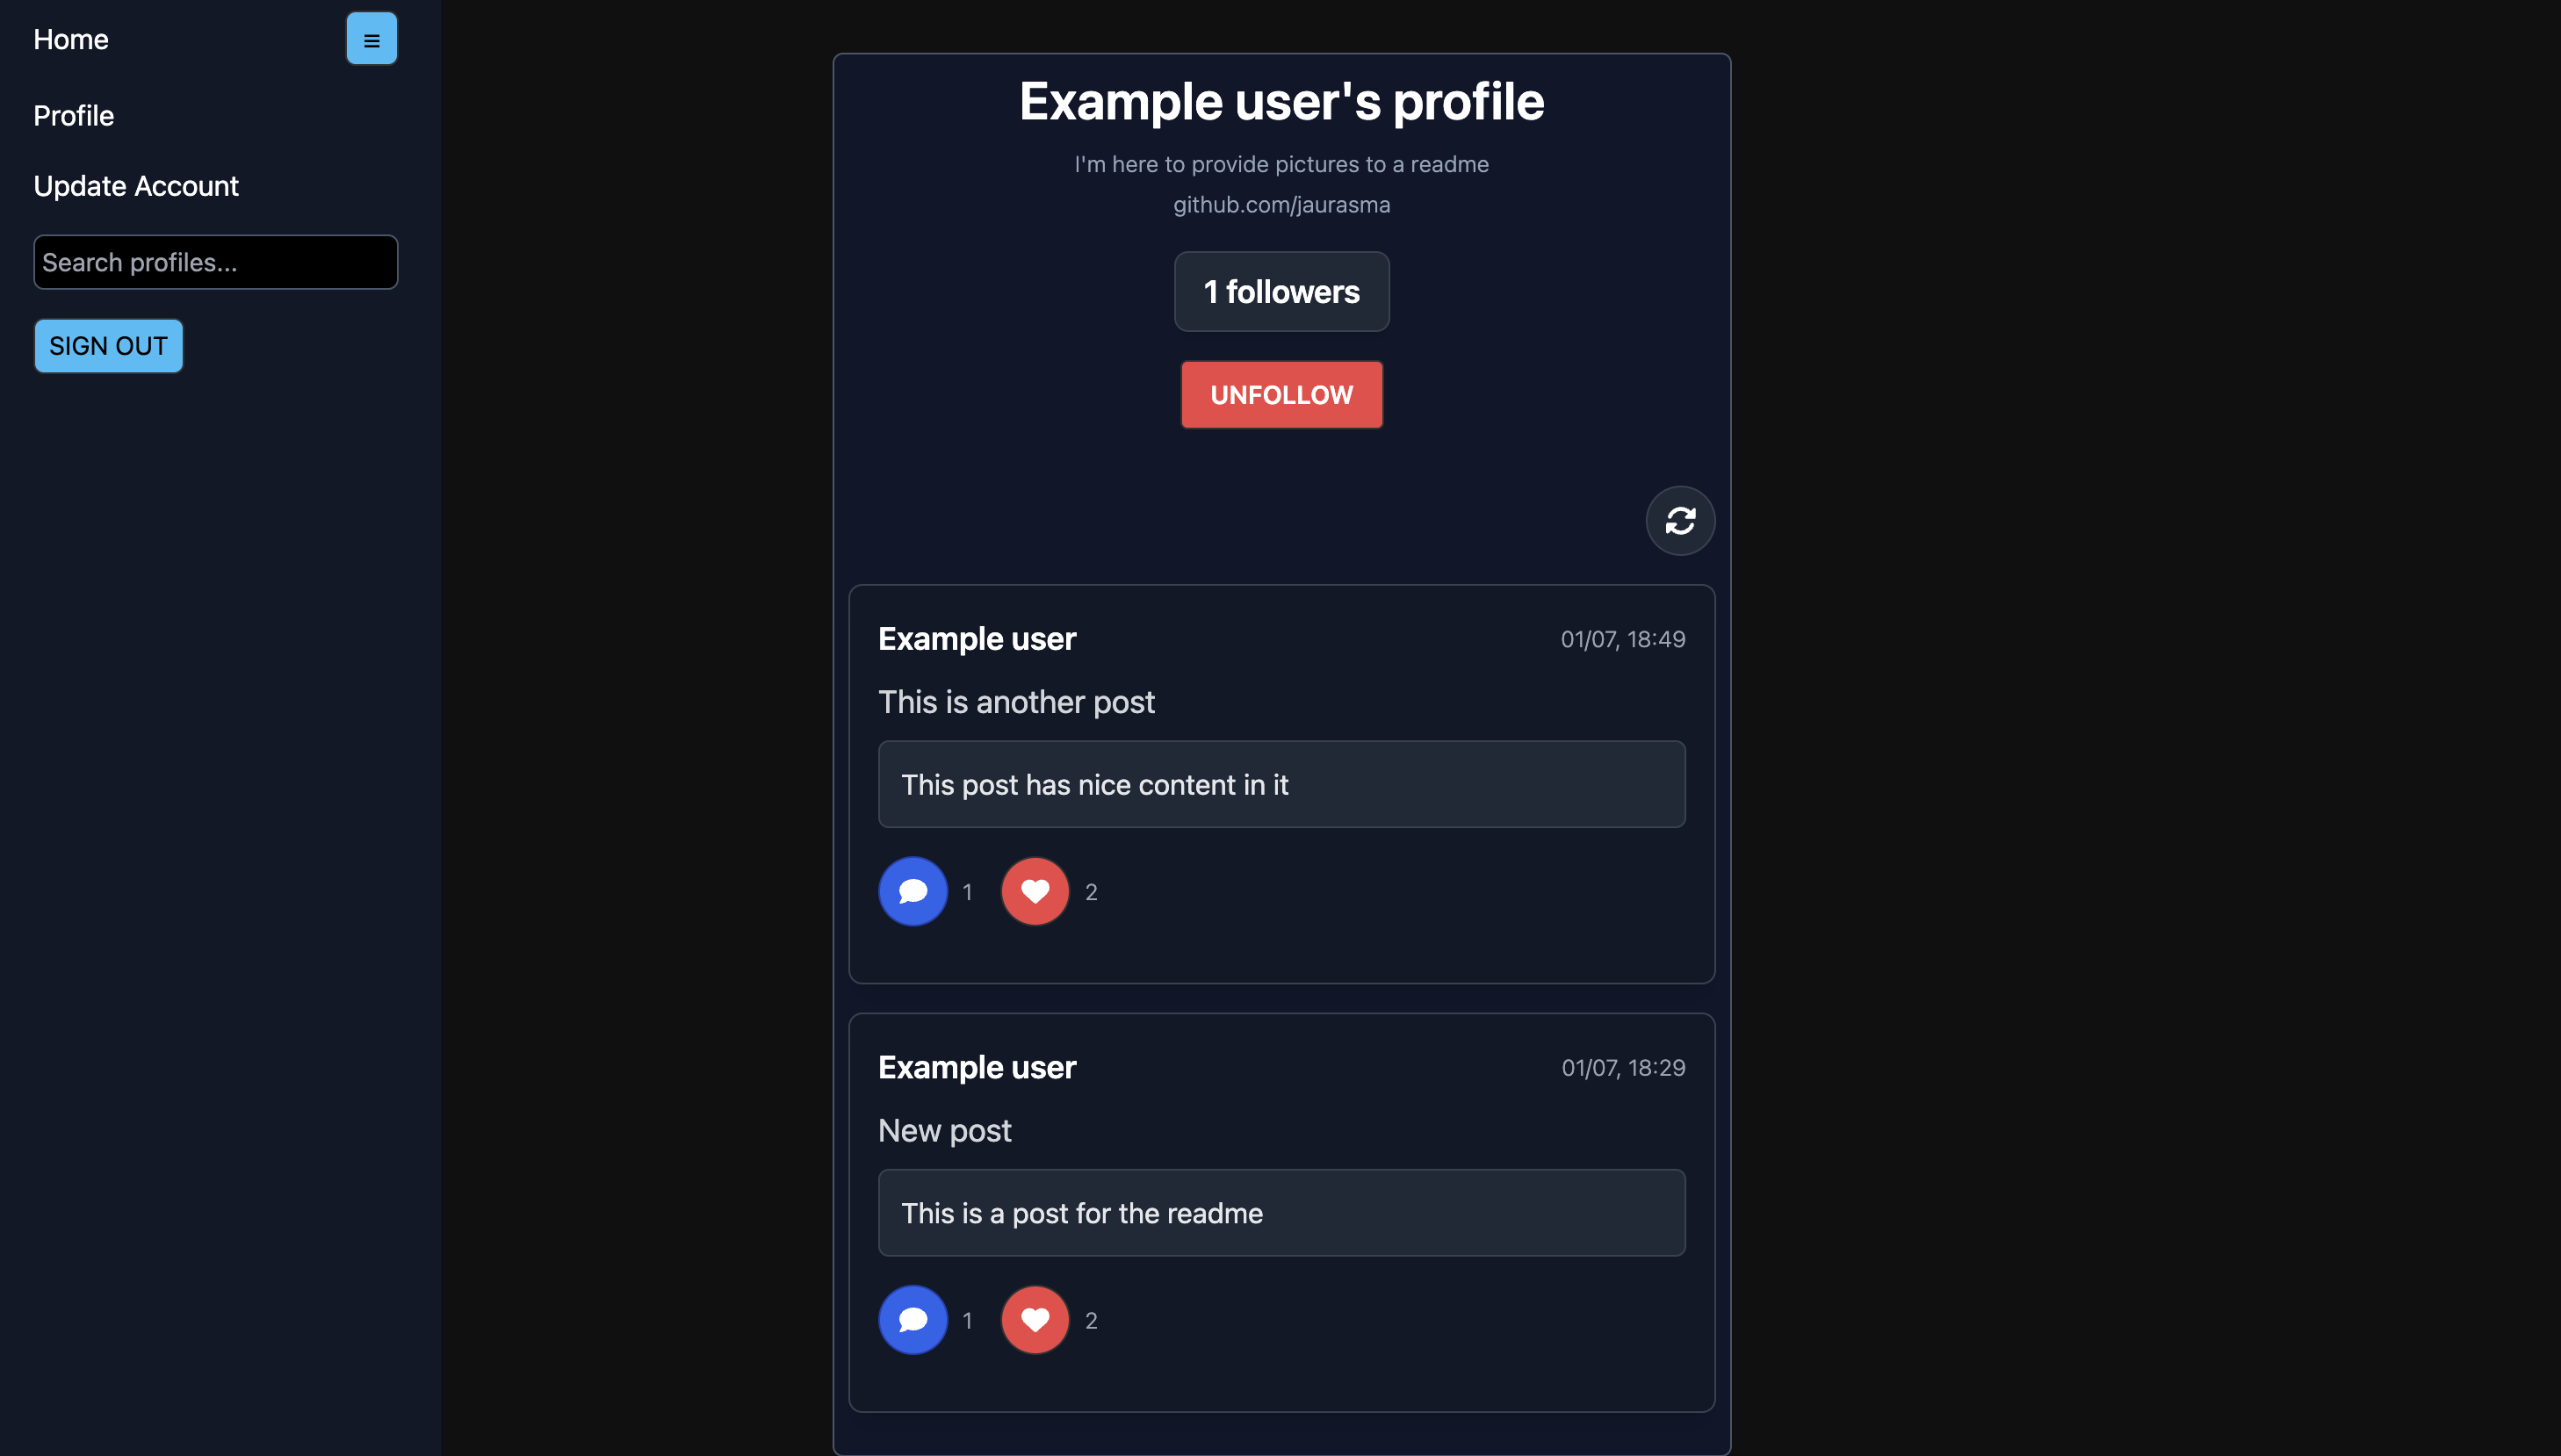 Home
Profile
Update Account
Search profiles...
SIGN OUT
Example user's profile
I'm here to provide pictures to a readme
github.com/jaurasma
1 followers
UNFOLLOW
Example user 01/07, 18:49
This is another post
This post has nice content in it
1 2
Example user 01/07, 18:29
New post
This is a post for the readme
1 2